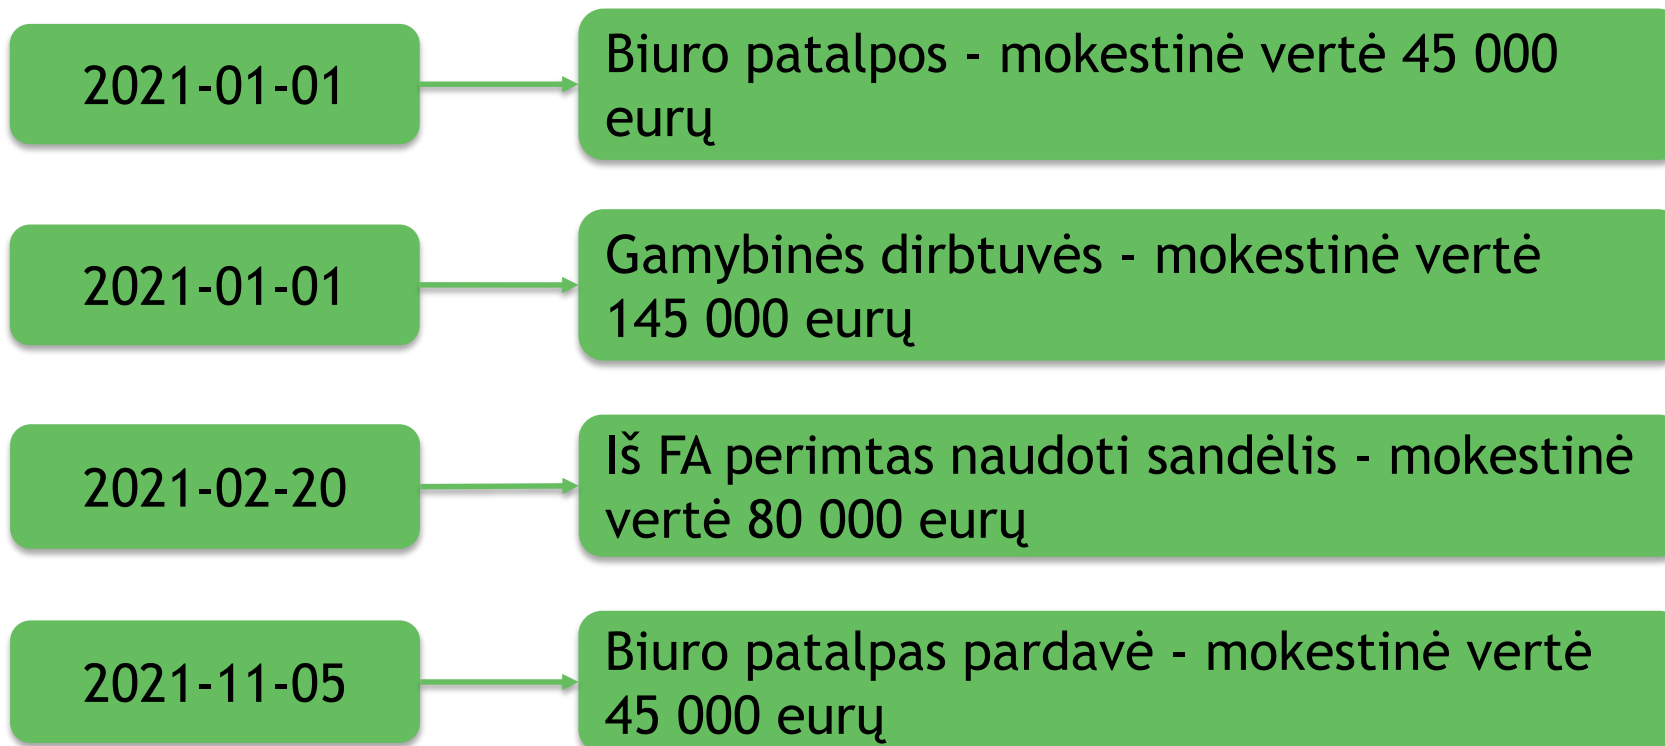 2021-01-01
Biuro patalpos - mokestinė vertė 45 000
eurų
2021-01-01
Gamybinės dirbtuvės - mokestinė vertė
145 000 eurų
2021-02-20
Iš FA perimtas naudoti sandėlis - mokestinė
vertė 80 000 eurų
2021-11-05
Biuro patalpas pardavė - mokestinė vertė
45 000 eurų